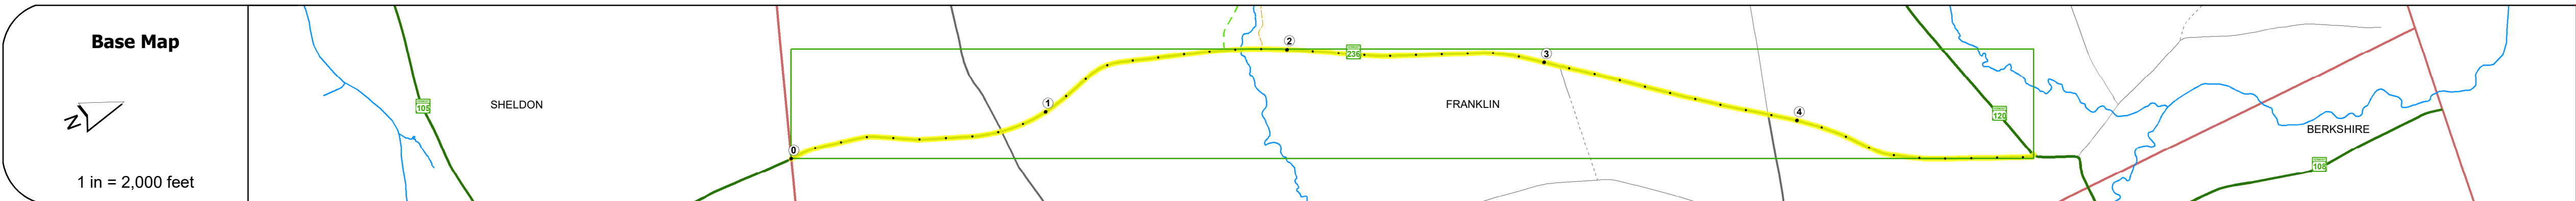 Base Map
N
1 in = 2,000 feet
105
SHELDON
0
1
2
236
3
FRANKLIN
4
120
BERKSHIRE
108